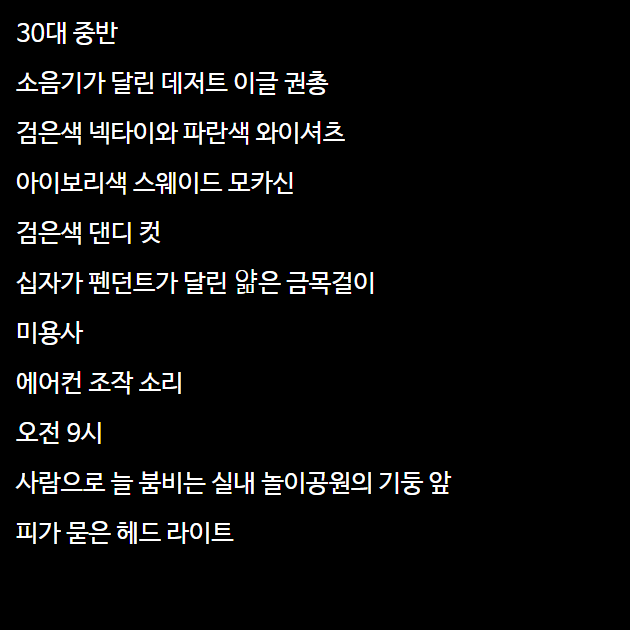 30대 중반
소음기가 달린 데저트 이글 권총
검은색 넥타이와 파란색 와이셔츠
아이보리색 스웨이드 모카신
검은색 댄디 컷
십자가 펜던트가 달린 얇은 금목걸이
미용사
에어컨 조작 소리
오전 9시
사람으로 늘 붐비는 실내 놀이공원의 기둥 앞
피가 묻은 헤드 라이트